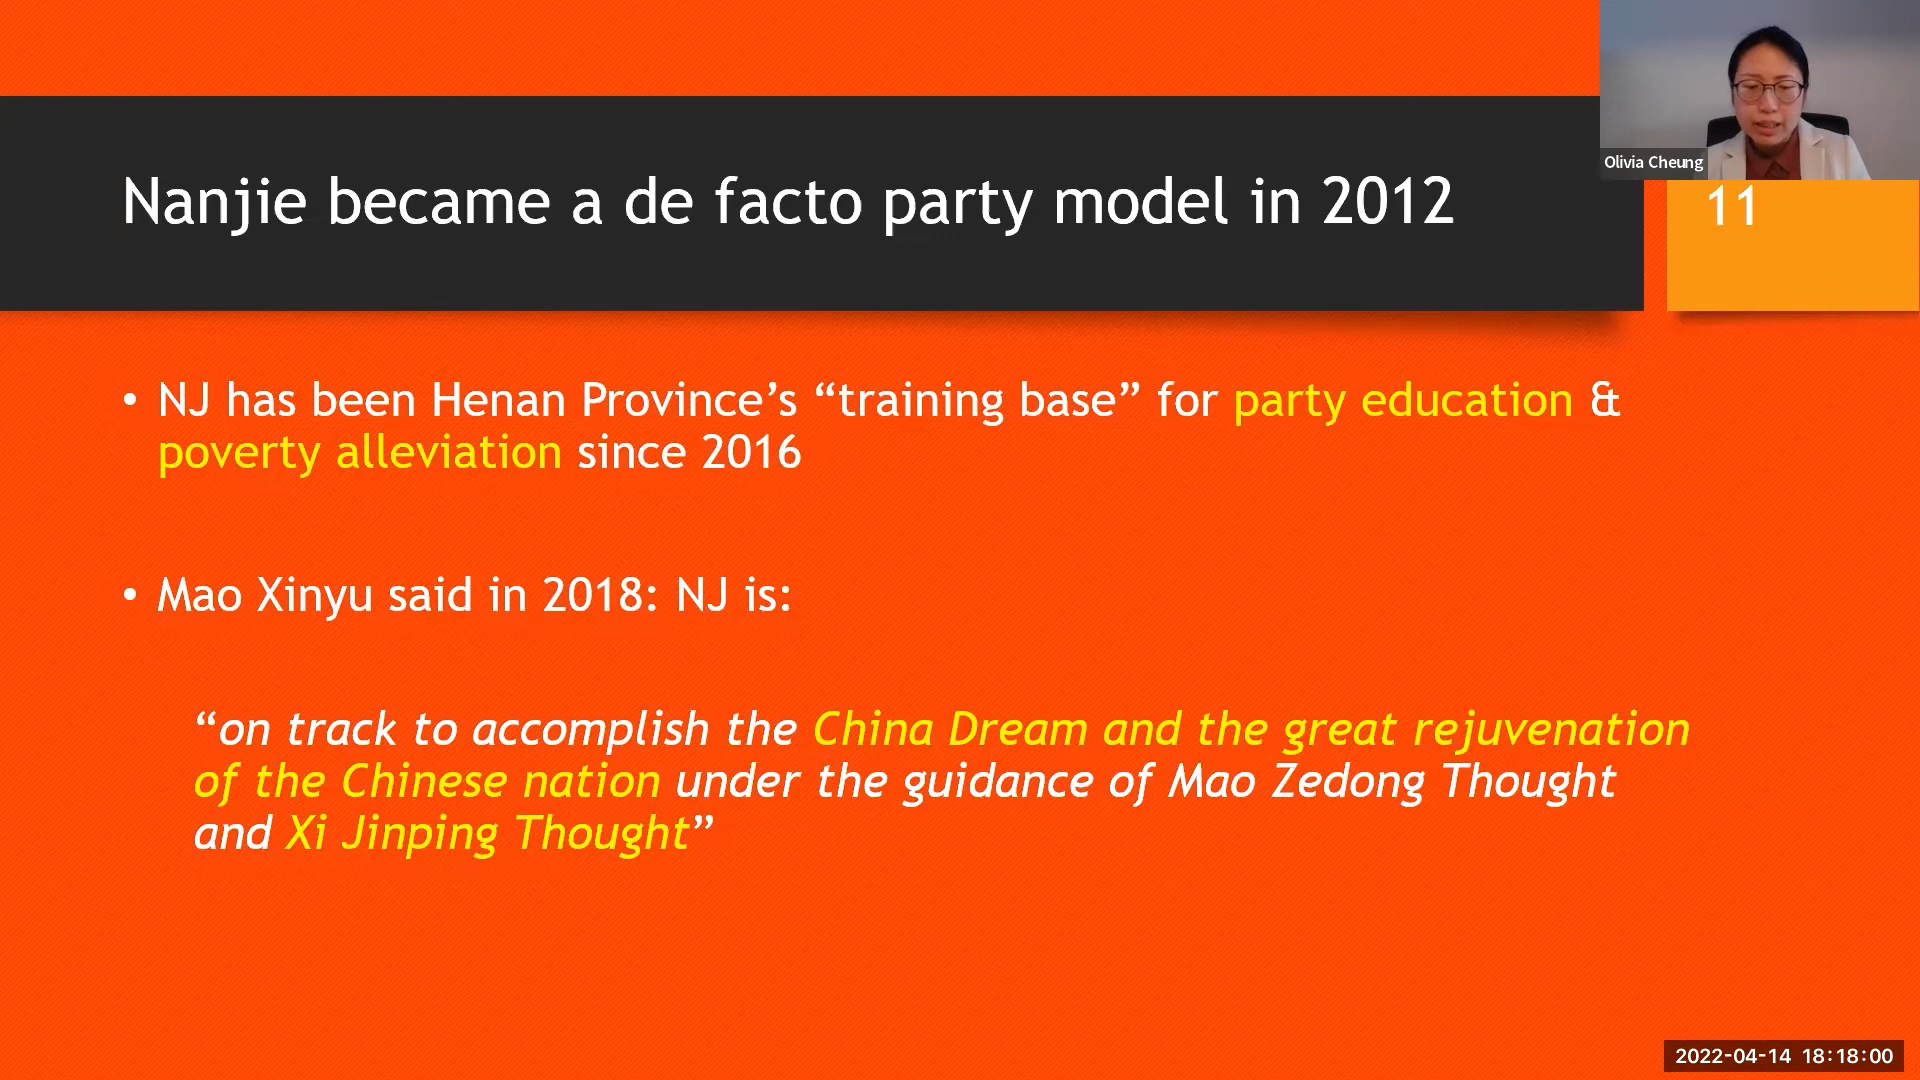 Olivia Cheung
Nanjie became a de facto party model in 2012
11
• NJ has been Henan Province’s “training base” for party education &
poverty alleviation since 2016
• Mao Xinyu said in 2018: NJ is:
“on track to accomplish the China Dream and the great rejuvenation
of the Chinese nation under the guidance of Mao Zedong Thought
and Xi Jinping Thought”
2022-04-14 18:18:00